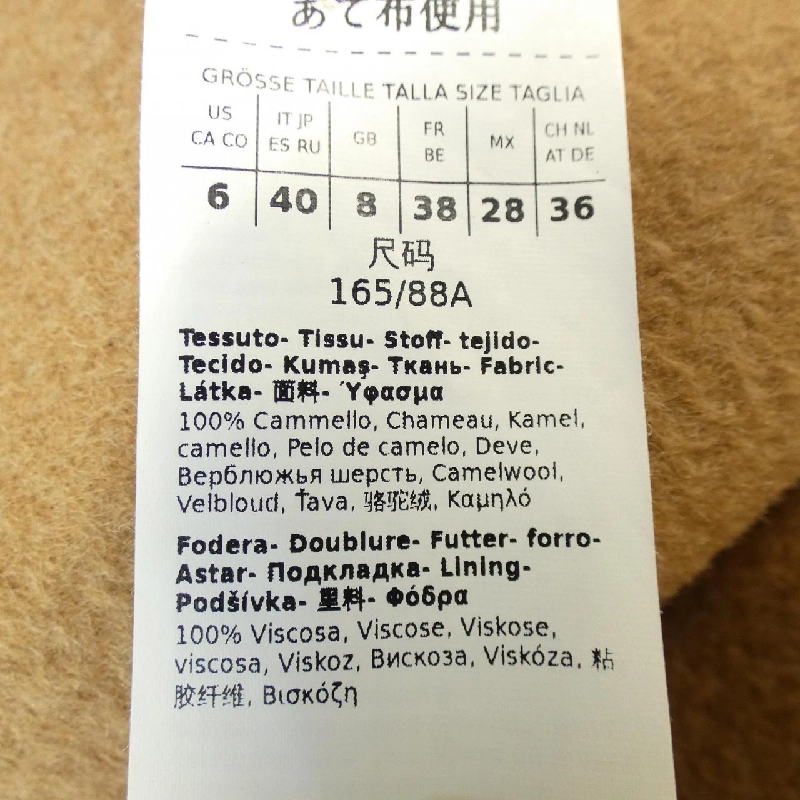 あて布使用
GRÖSSE TAILLE TALLA SIZE TAGLIA
US CA CO
IT JP ES RU
GB
FR BE
MX
CH NL AT DE
6 40 8 38 28 36
尺码
165/88A
Tessuto- Tissu- Stoff- tejido-
Tecido- Kumaş- Ткань- Fabric-
Látka- 面料- Ύφασμα
100% Cammello, Chameau, Kamel,
camello, Pelo de camelo, Deve,
Верблюжья шерсть, Camelwool,
Velbloud, Ťava, 骆驼绒, Καμηλό
Fodera- Doublure- Futter- forro-
Astar- Подкладка- Lining-
Podšívka- 里料- Φόδρα
100% Viscosa, Viscose, Viskose,
viscosa, Viskoz, Вискоза, Viskóza, 粘
胶纤维, Βισκόζη